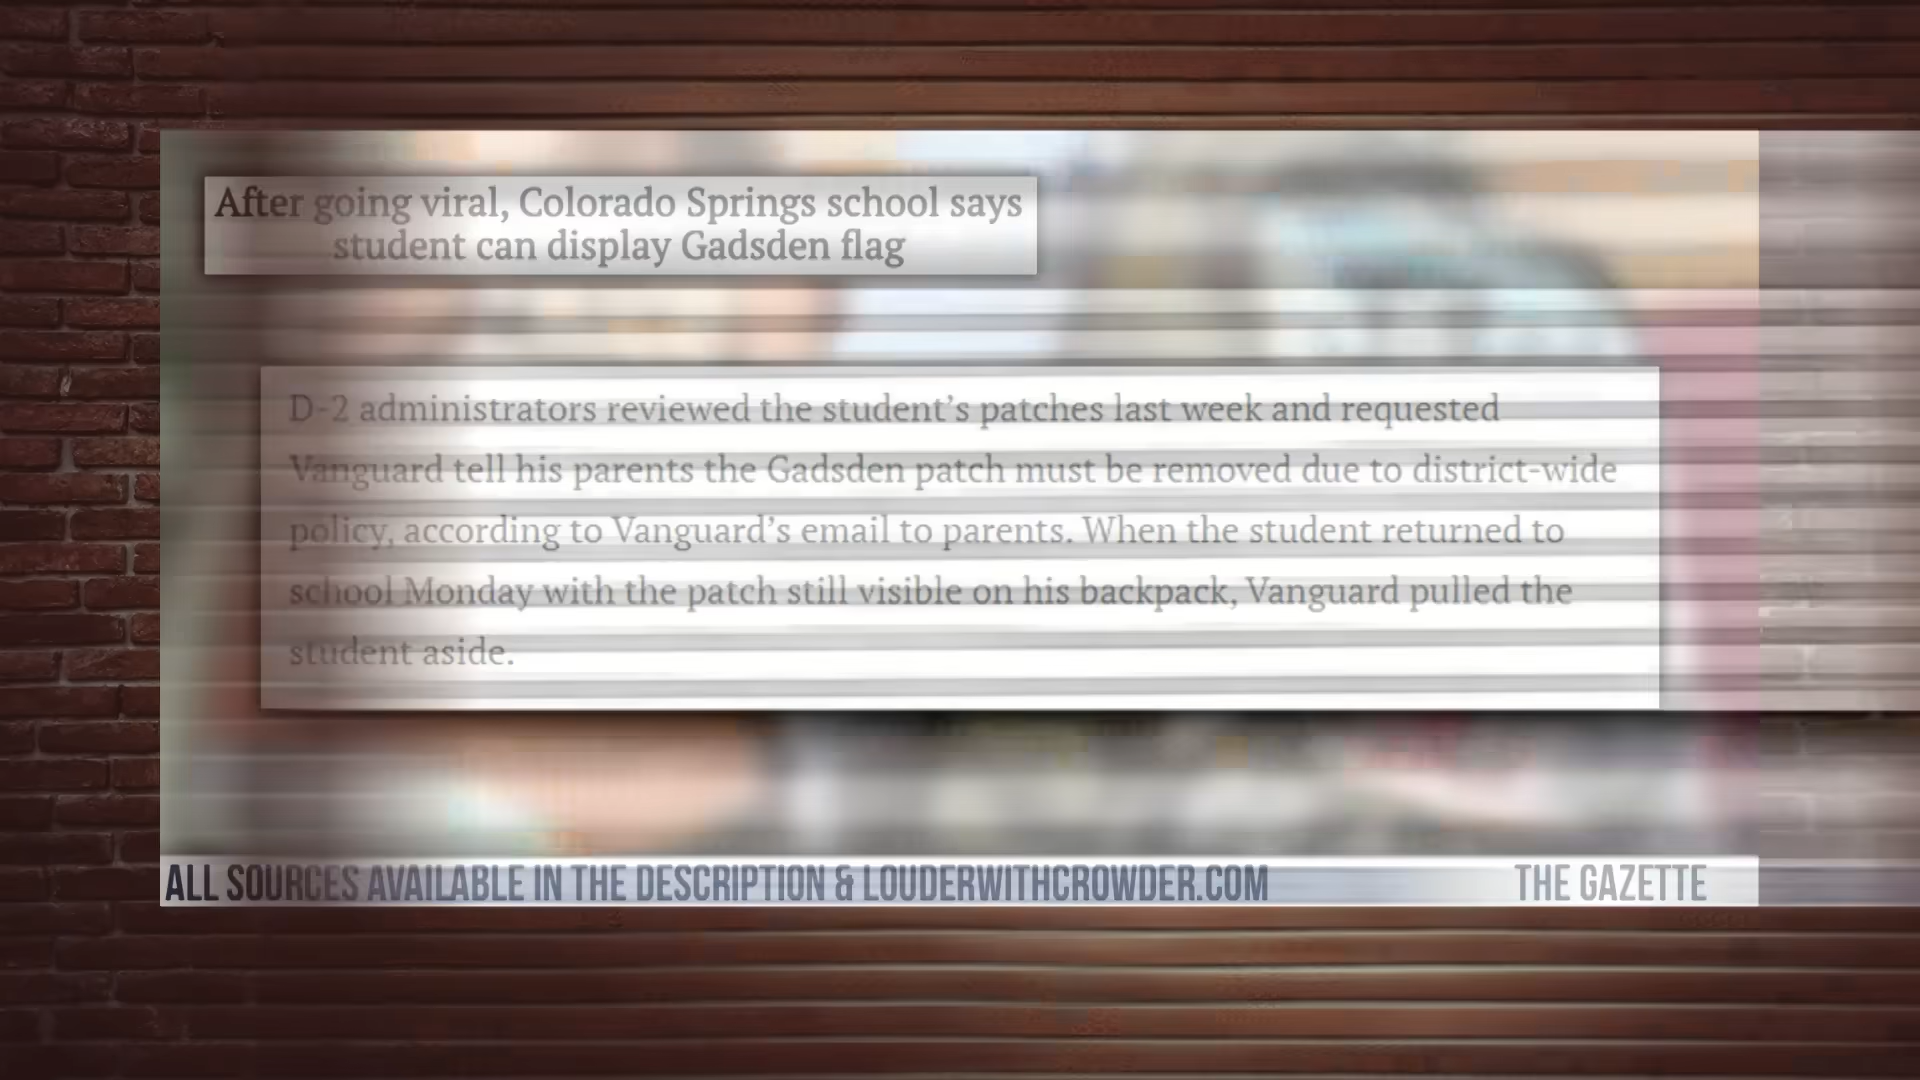 After going viral, Colorado Springs school says
student can display Gadsden flag
D-2 administrators reviewed the student’s patches last week and requested
Vanguard tell his parents the Gadsden patch must be removed due to district-wide
policy, according to Vanguard’s email to parents. When the student returned to
school Monday with the patch still visible on his backpack, Vanguard pulled the
student aside.
ALL SOURCES AVAILABLE IN THE DESCRIPTION & LOUDERWITHCROWDER.COM
THE GAZETTE